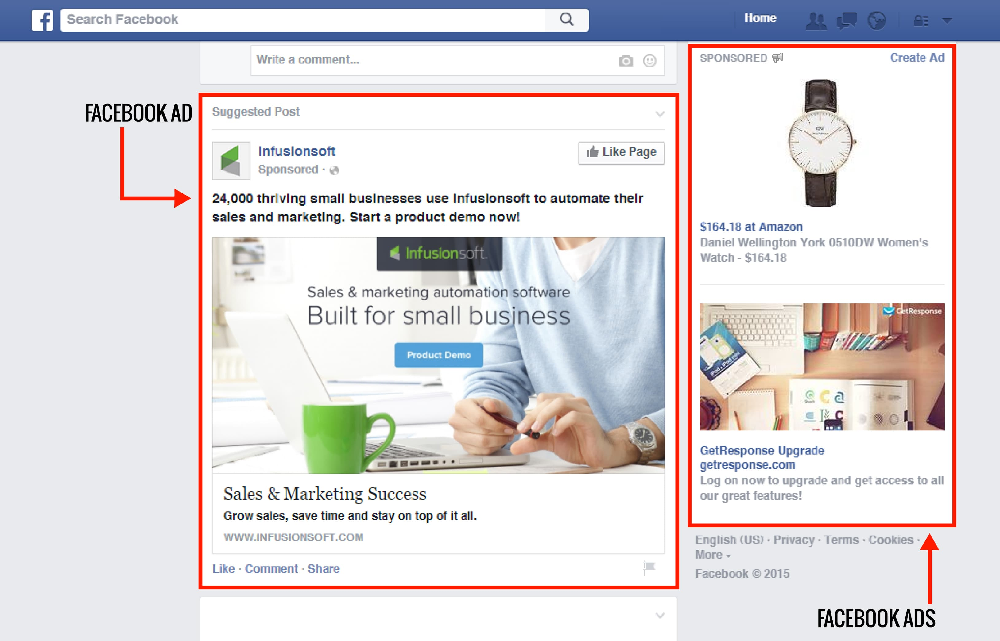 Search Facebook
Home
Write a comment...
FACEBOOK AD
Suggested Post
Infusionsoft
Sponsored ·
Like Page
24,000 thriving small businesses use Infusionsoft to automate their
sales and marketing. Start a product demo now!
Infusionsoft.
Sales & marketing automation software
Built for small business
Product Demo
Sales & Marketing Success
Grow sales, save time and stay on top of it all.
WWW.INFUSIONSOFT.COM
Like · Comment · Share
SPONSORED
Create Ad
DW
$164.18 at Amazon
Daniel Wellington York 0510DW Women's
Watch - $164.18
GetResponse
iPod · iPad mini
GetResponse Upgrade
getresponse.com
Log on now to upgrade and get access to all
our great features!
English (US) · Privacy · Terms · Cookies ·
More
Facebook © 2015
FACEBOOK ADS